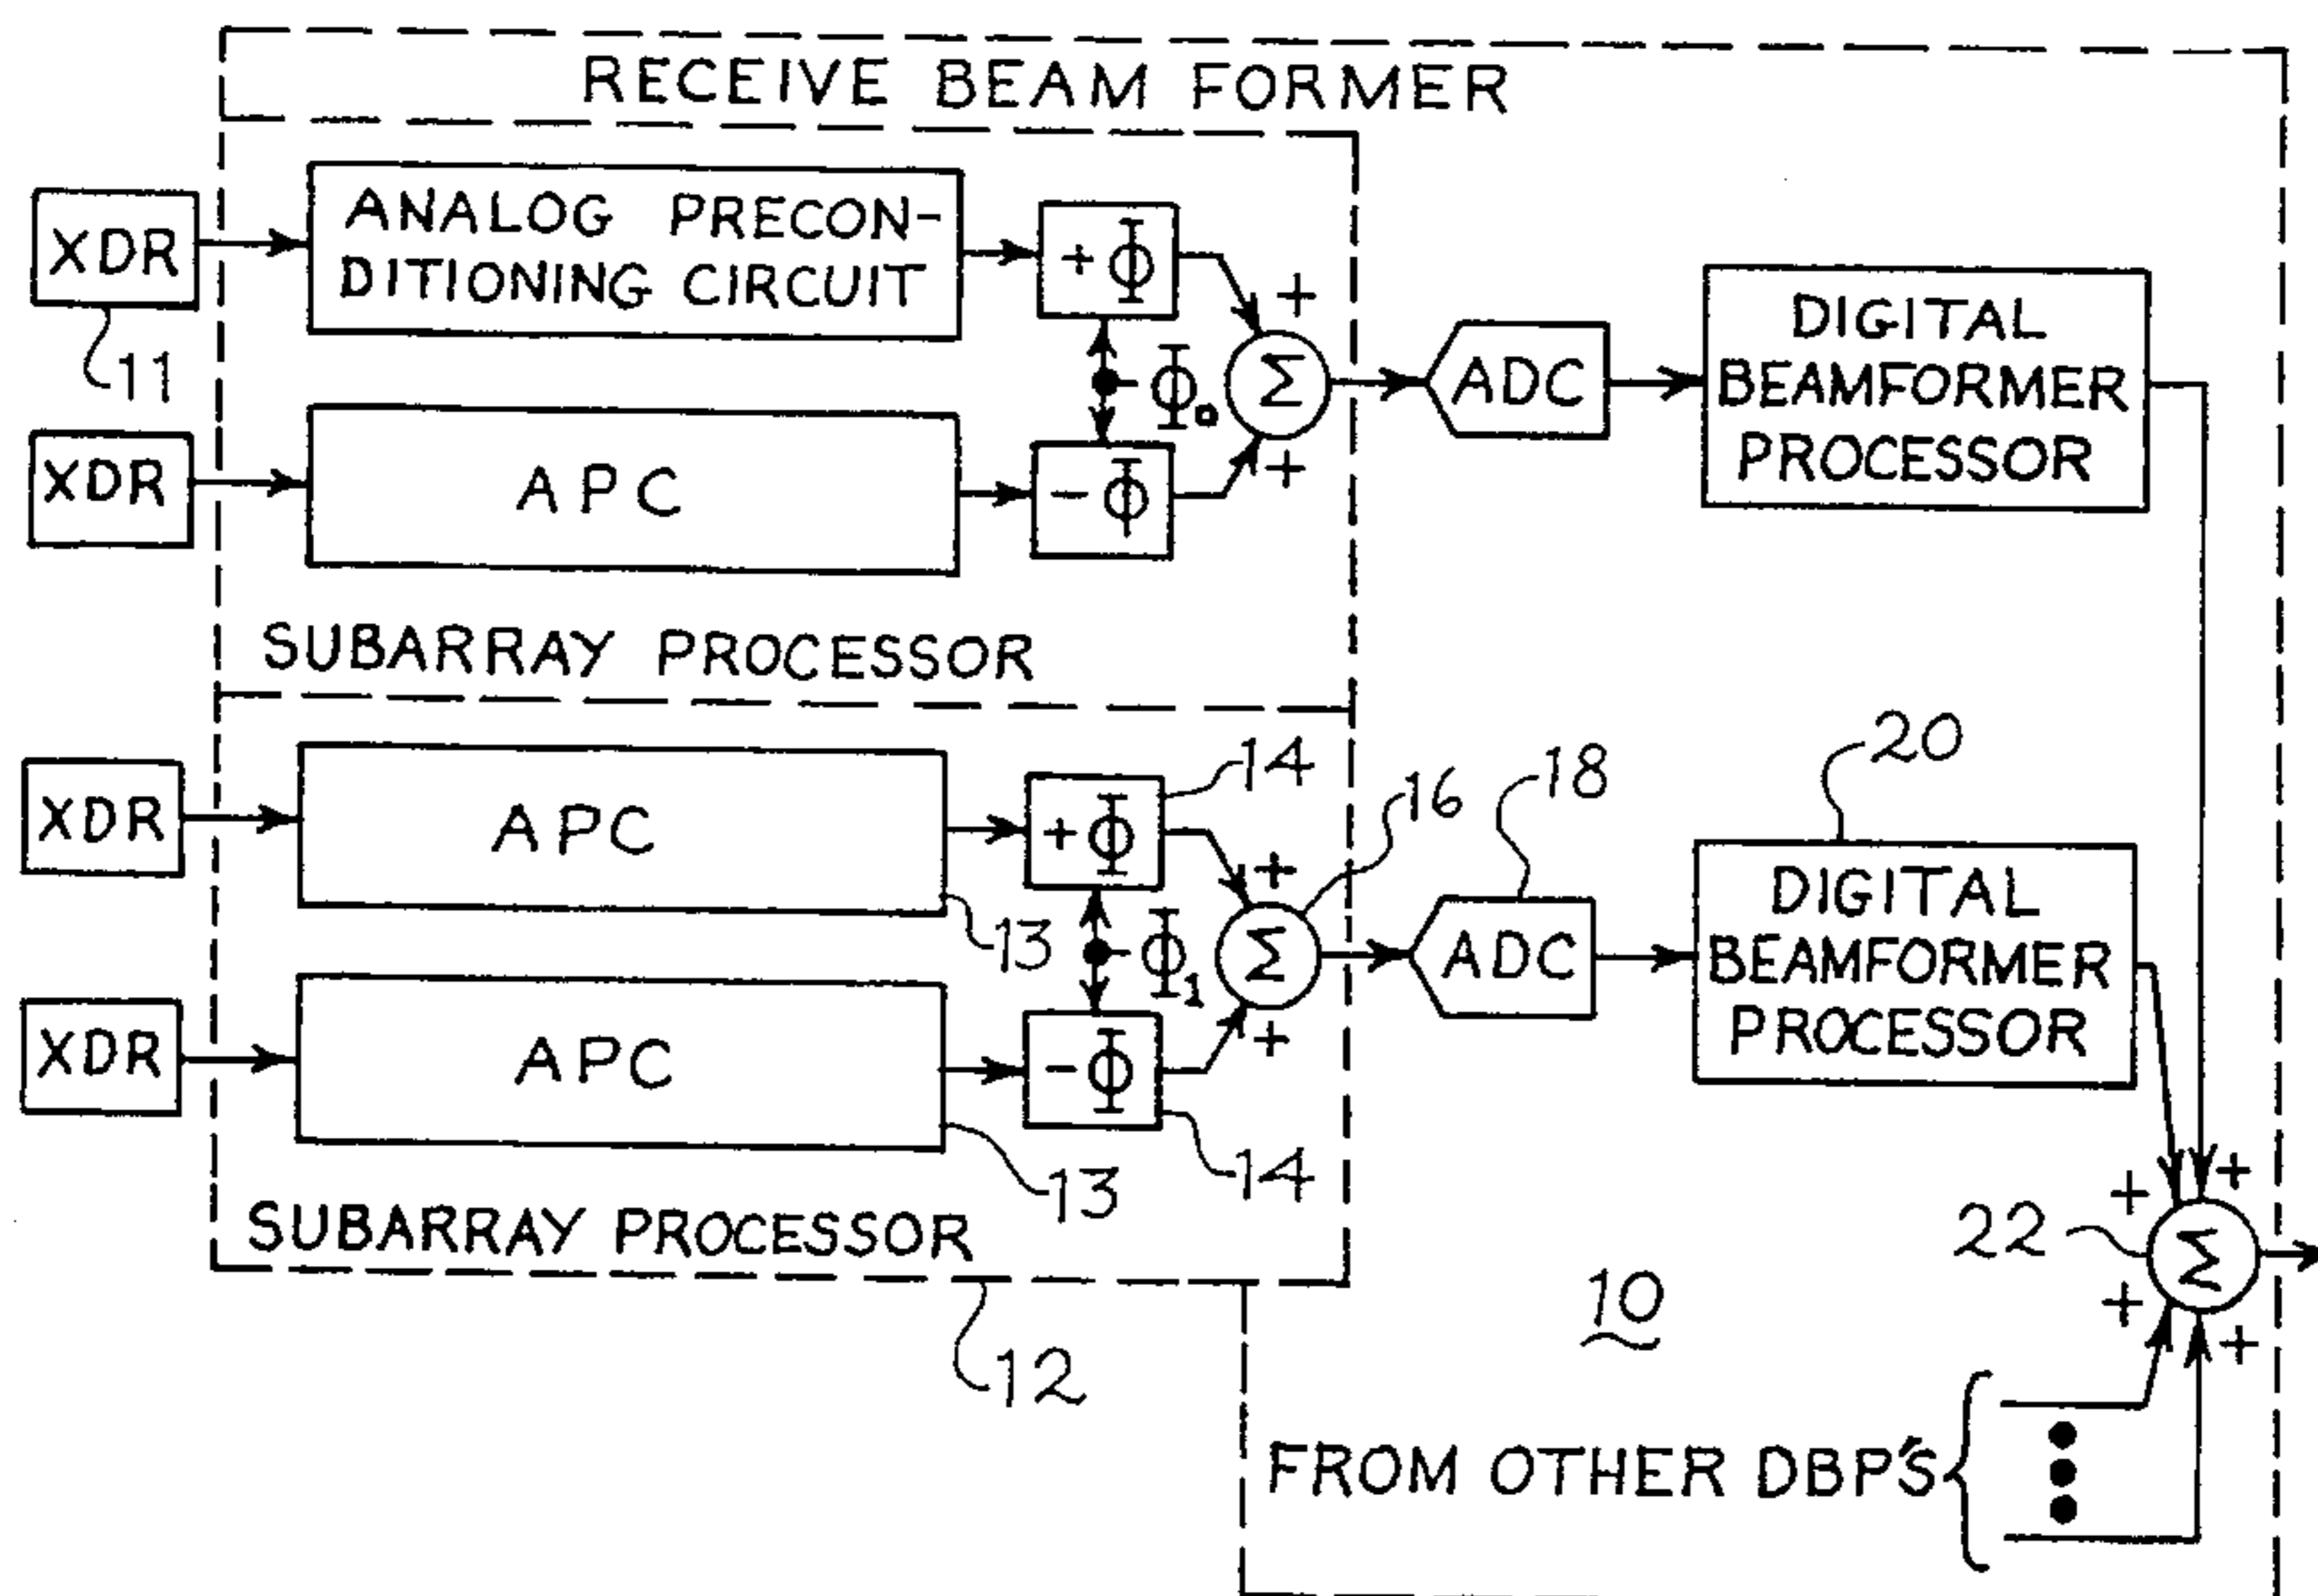 RECEIVE BEAM FORMER
XDR
ANALOG PRECON-
DITIONING CIRCUIT
+Φ
+
11
Φ₀
Σ
ADC
DIGITAL
BEAMFORMER
PROCESSOR
XDR
APC
-Φ
+
SUBARRAY PROCESSOR
XDR
APC
13
+Φ
14
+
16
18
20
Φ₁
Σ
ADC
DIGITAL
BEAMFORMER
PROCESSOR
XDR
APC
13
-Φ
14
+
SUBARRAY PROCESSOR
12
+
+
22
Σ
10
+
+
FROM OTHER DBP'S